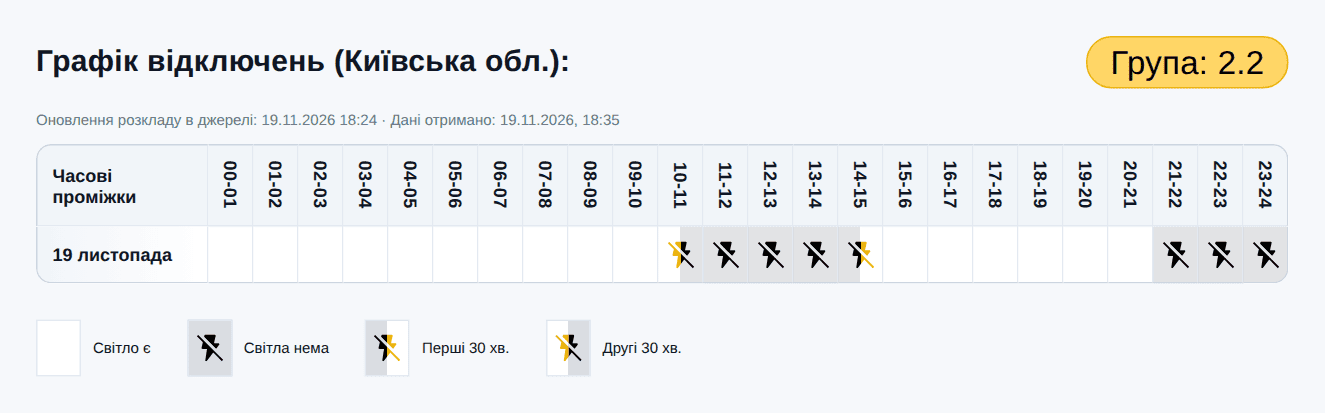 Графік відключень (Київська обл.):
Група: 2.2
Оновлення розкладу в джерелі: 19.11.2026 18:24 · Дані отримано: 19.11.2026, 18:35
Часові
проміжки
00-01
01-02
02-03
03-04
04-05
05-06
06-07
07-08
08-09
09-10
10-11
11-12
12-13
13-14
14-15
15-16
16-17
17-18
18-19
19-20
20-21
21-22
22-23
23-24
19 листопада
Світло є
Світла нема
Перші 30 хв.
Другі 30 хв.